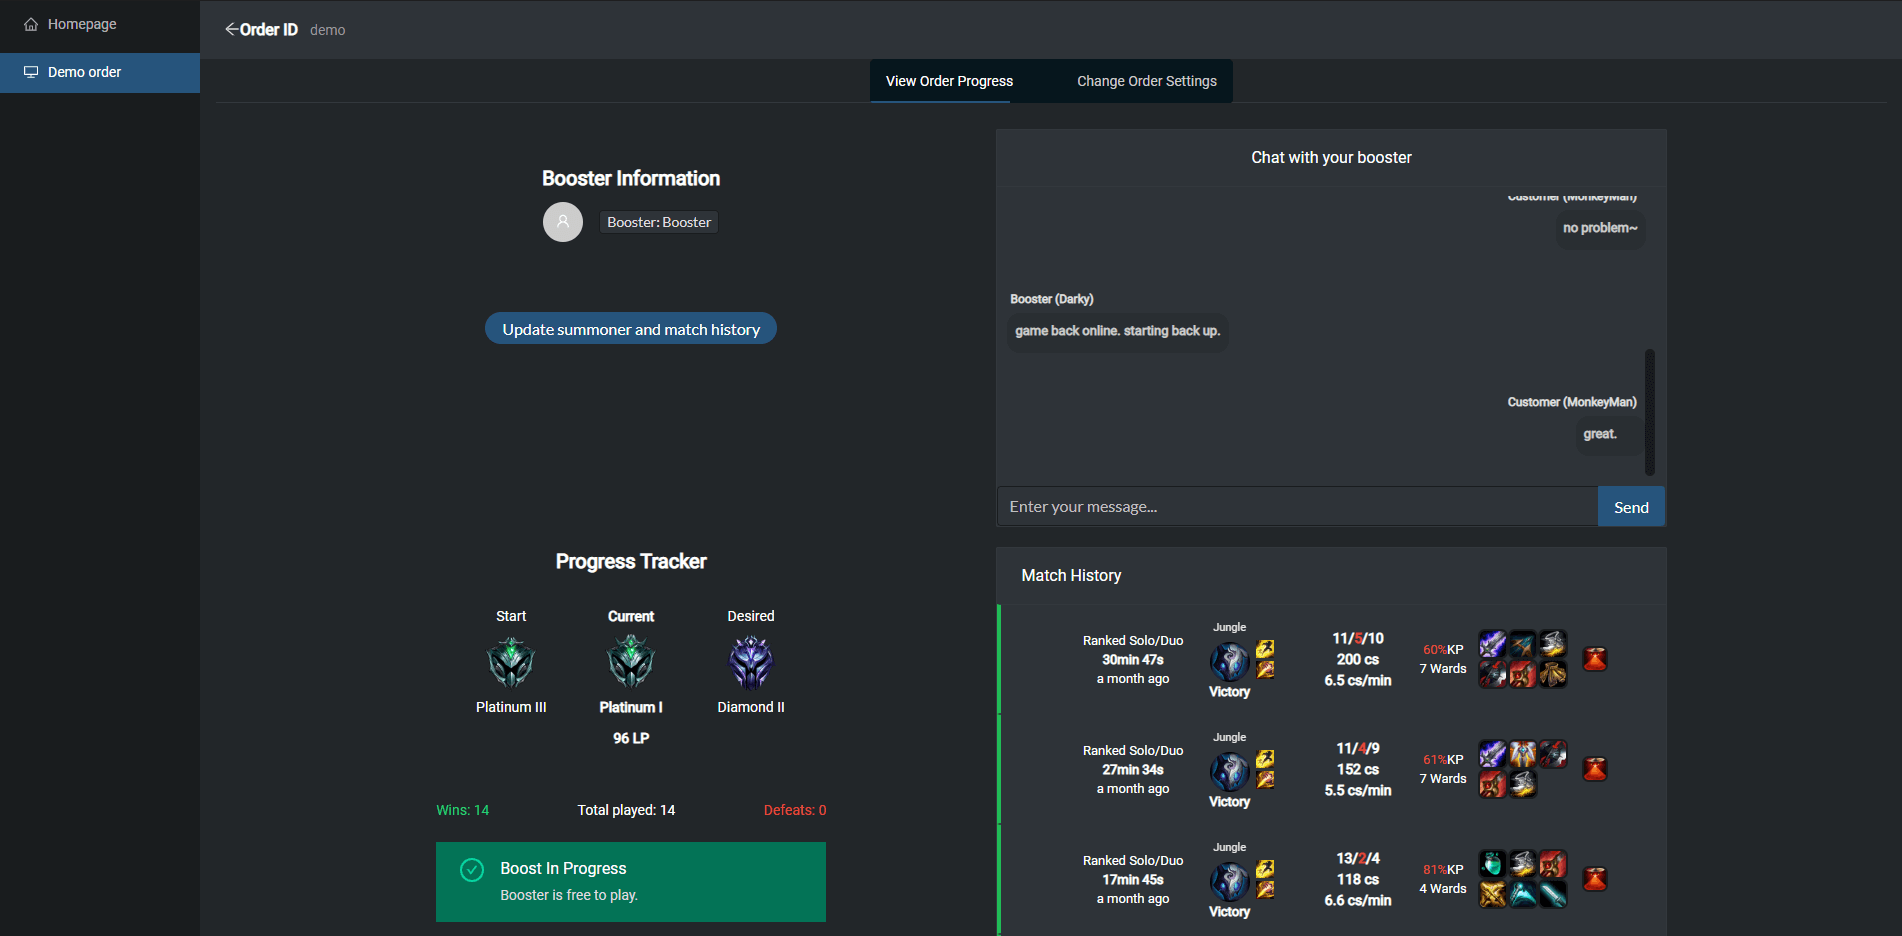 Homepage
Demo order
Order ID demo
View Order Progress
Change Order Settings
Booster Information
Booster: Booster
Update summoner and match history
Chat with your booster
Customer (MonkeyMan)
no problem~
Booster (Darky)
game back online. starting back up.
Customer (MonkeyMan)
great.
Enter your message...
Send
Progress Tracker
Start
Current
Desired
Platinum III
Platinum I
Diamond II
96 LP
Wins: 14
Total played: 14
Defeats: 0
Boost In Progress
Booster is free to play.
Match History
Ranked Solo/Duo
30min 47s
a month ago
Jungle
Victory
11/5/10
200 cs
6.5 cs/min
60%KP
7 Wards
Ranked Solo/Duo
27min 34s
a month ago
Jungle
Victory
11/4/9
152 cs
5.5 cs/min
61%KP
7 Wards
Ranked Solo/Duo
17min 45s
a month ago
Jungle
Victory
13/2/4
118 cs
6.6 cs/min
81%KP
4 Wards